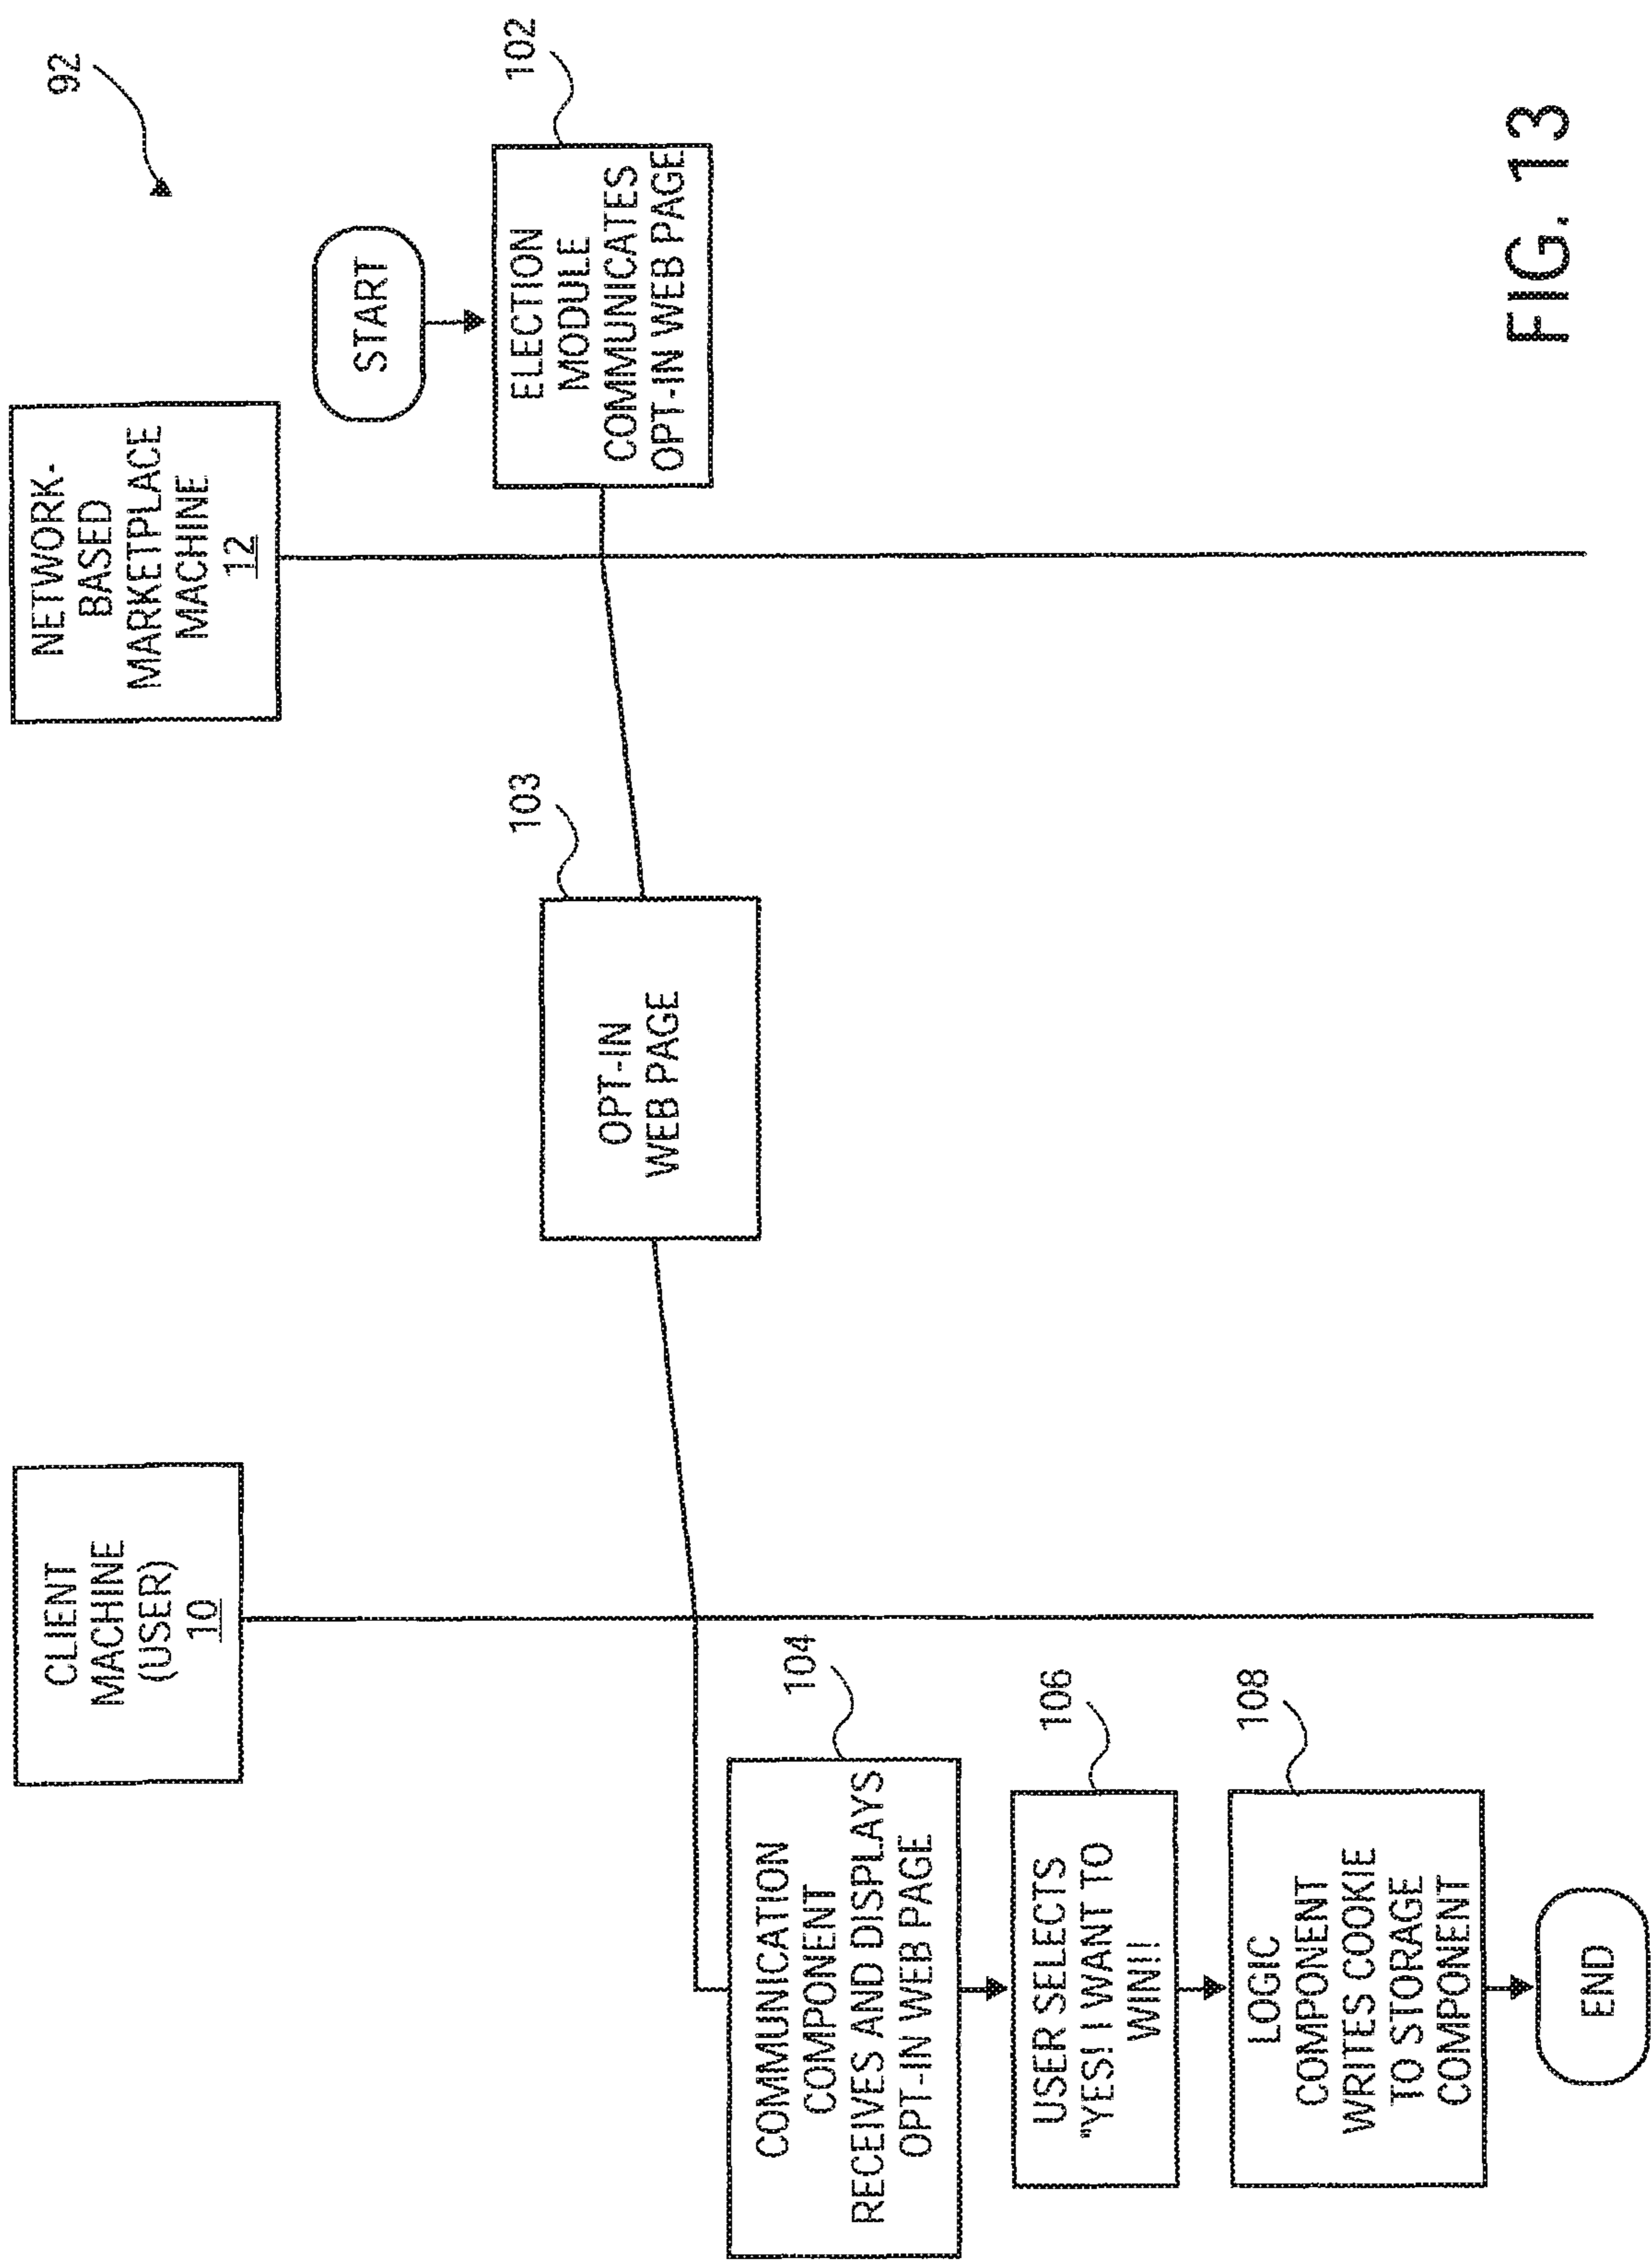 92
CLIENT
MACHINE
(USER)
10
NETWORK-
BASED
MARKETPLACE
MACHINE
12
START
102
ELECTION
MODULE
COMMUNICATES
OPT-IN WEB PAGE
103
OPT-IN
WEB PAGE
104
COMMUNICATION
COMPONENT
RECEIVES AND DISPLAYS
OPT-IN WEB PAGE
106
USER SELECTS
"YES! I WANT TO
WIN!!
108
LOGIC
COMPONENT
WRITES COOKIE
TO STORAGE
COMPONENT
END
FIG. 13